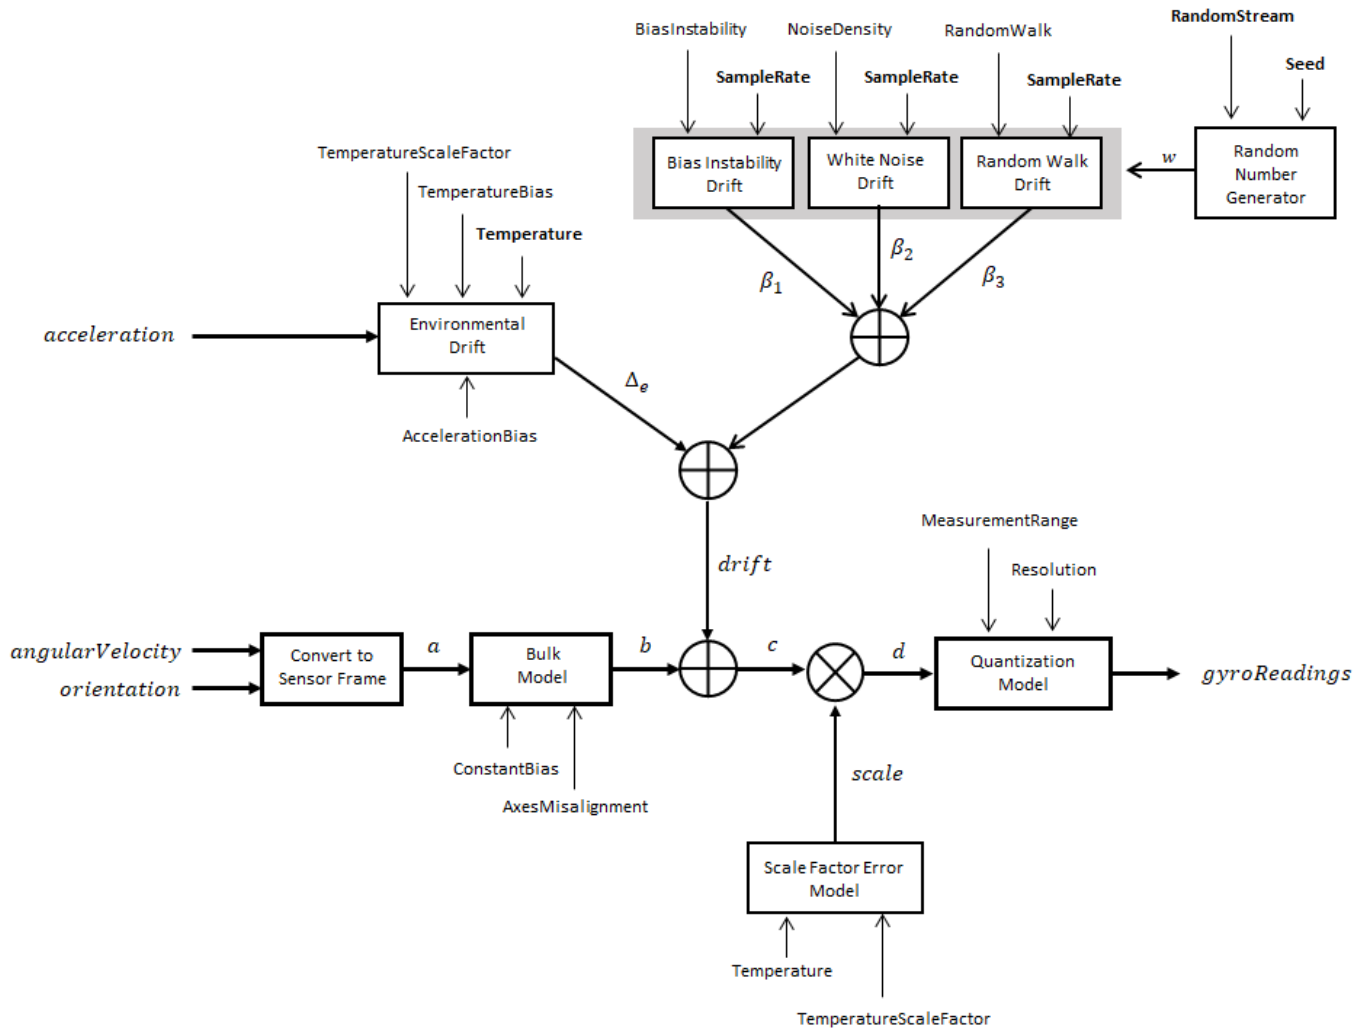 RandomStream
BiasInstability
NoiseDensity
RandomWalk
Seed
SampleRate
SampleRate
SampleRate
Bias Instability
Drift
White Noise
Drift
Random Walk
Drift
w
Random
Number
Generator
TemperatureScaleFactor
TemperatureBias
Temperature
β1
β2
β3
acceleration
Environmental
Drift
Δe
AccelerationBias
drift
MeasurementRange
Resolution
angularVelocity
orientation
Convert to
Sensor Frame
a
Bulk
Model
b
c
d
Quantization
Model
gyroReadings
ConstantBias
AxesMisalignment
scale
Scale Factor Error
Model
Temperature
TemperatureScaleFactor